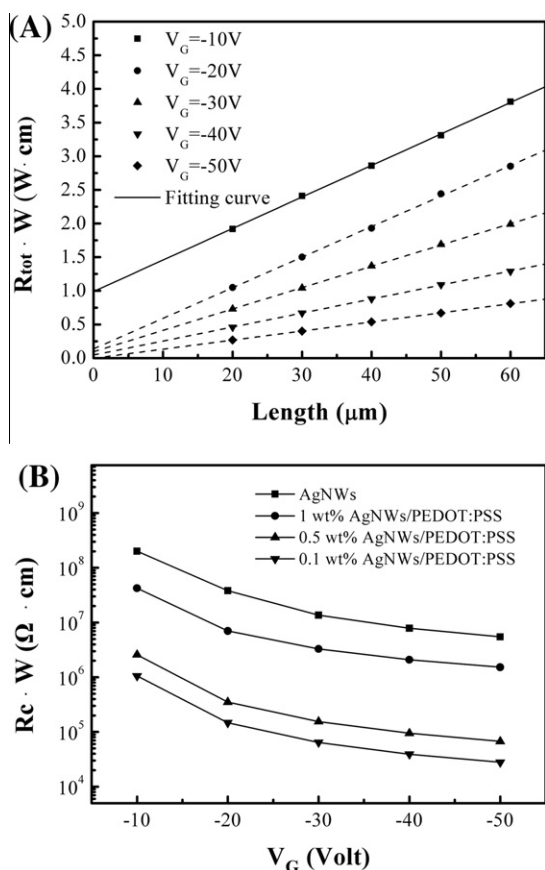 (A)
5.0
4.5
4.0
3.5
3.0
2.5
2.0
1.5
1.0
0.5
0.0
Rtot · W (W· cm)
V_G=-10V
V_G=-20V
V_G=-30V
V_G=-40V
V_G=-50V
Fitting curve
0 10 20 30 40 50 60
Length (μm)
(B)
10^9
10^8
10^7
10^6
10^5
10^4
Rc · W (Ω · cm)
AgNWs
1 wt% AgNWs/PEDOT:PSS
0.5 wt% AgNWs/PEDOT:PSS
0.1 wt% AgNWs/PEDOT:PSS
-10 -20 -30 -40 -50
V_G (Volt)